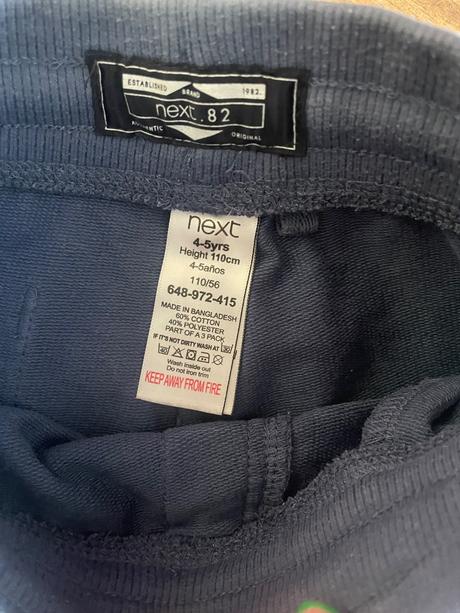 ESTABLISHED BRAND 1982.
next.82
AUTHENTIC ORIGINAL
next
4-5yrs
Height 110cm
4-5años
110/56
648-972-415
MADE IN BANGLADESH
60% COTTON
40% POLYESTER
PART OF A 3 PACK
IF IT'S NOT DIRTY WASH AT 30
40
Wash inside out
Do not iron trim
KEEP AWAY FROM FIRE